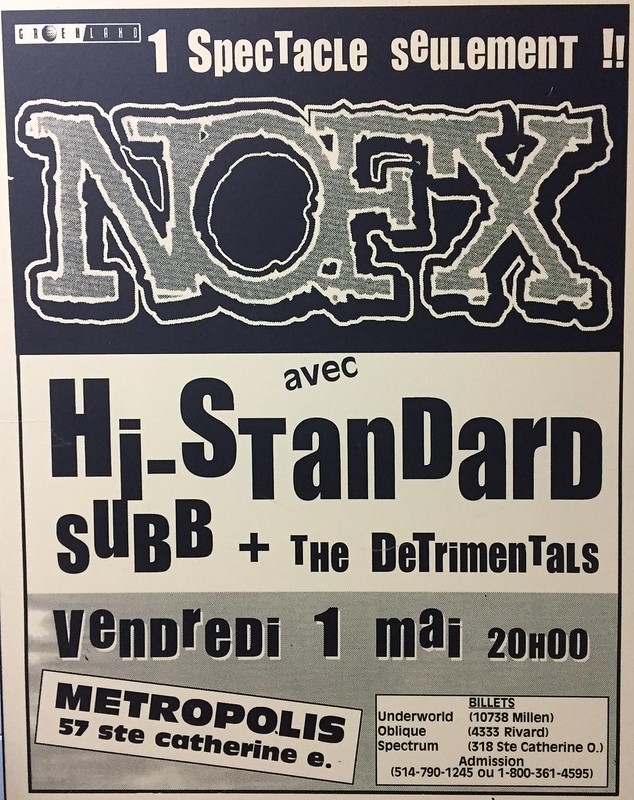 GREENLAND
1 Spectacle seulement !!
NOFX
avec
Hi-Standard
SUBB + The Detrimentals
Vendredi 1 mai 20H00
METROPOLIS
57 ste catherine e.
BILLETS
Underworld (10738 Millen)
Oblique (4333 Rivard)
Spectrum (318 Ste Catherine O.)
Admission
(514-790-1245 ou 1-800-361-4595)